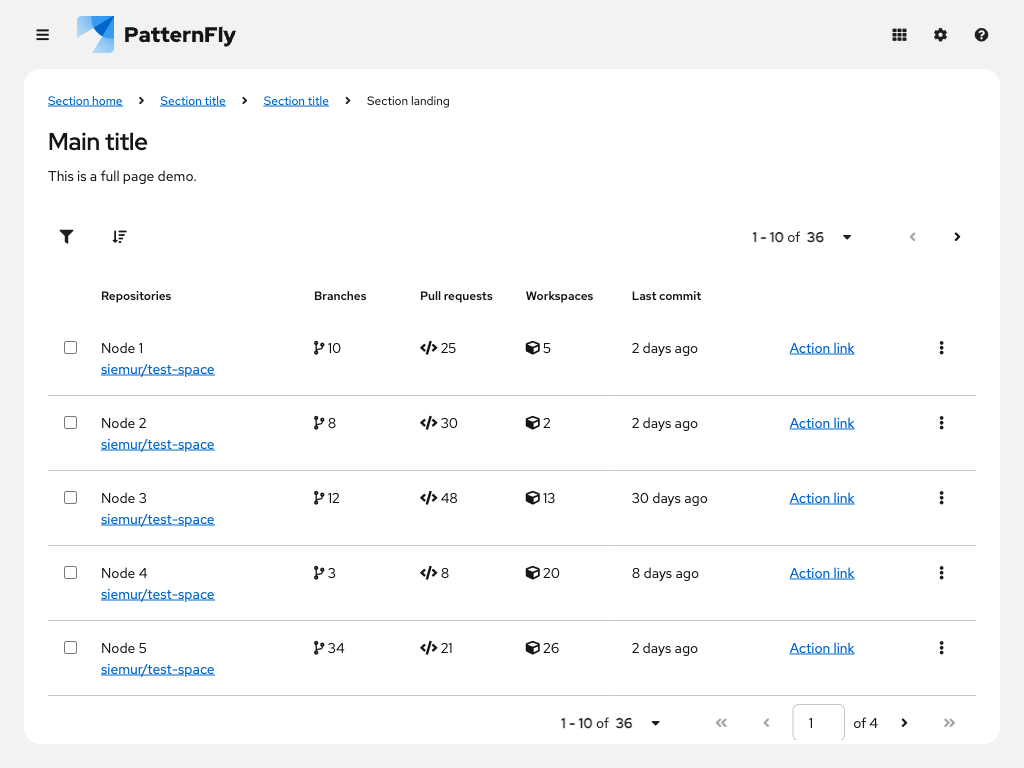 PatternFly
Section home Section title Section title Section landing
Main title
This is a full page demo.
1 - 10 of 36
Repositories Branches Pull requests Workspaces Last commit
Node 1 10 25 5 2 days ago Action link
siemur/test-space
Node 2 8 30 2 2 days ago Action link
siemur/test-space
Node 3 12 48 13 30 days ago Action link
siemur/test-space
Node 4 3 8 20 8 days ago Action link
siemur/test-space
Node 5 34 21 26 2 days ago Action link
siemur/test-space
1 - 10 of 36 1 of 4